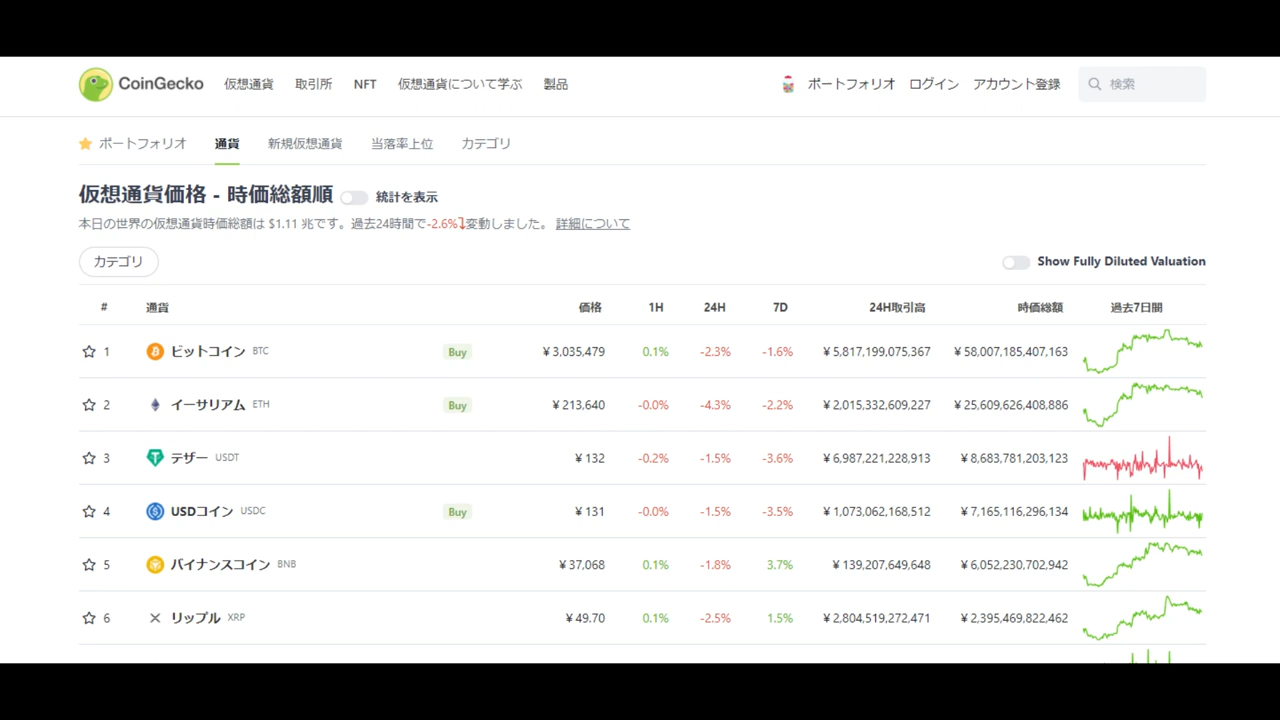 CoinGecko 仮想通貨 取引所 NFT 仮想通貨について学ぶ 製品 ポートフォリオ ログイン アカウント登録 検索
ポートフォリオ 通貨 新規仮想通貨 当落率上位 カテゴリ
仮想通貨価格 - 時価総額順 統計を表示
本日の世界の仮想通貨時価総額は $1.11 兆です。過去24時間で-2.6%変動しました。 詳細について
カテゴリ Show Fully Diluted Valuation
# 通貨 価格 1H 24H 7D 24H取引高 時価総額 過去7日間
1 ビットコイン BTC Buy ¥3,035,479 0.1% -2.3% -1.6% ¥5,817,199,075,367 ¥58,007,185,407,163
2 イーサリアム ETH Buy ¥213,640 -0.0% -4.3% -2.2% ¥2,015,332,609,227 ¥25,609,626,408,886
3 テザー USDT ¥132 -0.2% -1.5% -3.6% ¥6,987,221,228,913 ¥8,683,781,203,123
4 USDコイン USDC Buy ¥131 -0.0% -1.5% -3.5% ¥1,073,062,168,512 ¥7,165,116,296,134
5 バイナンスコイン BNB ¥37,068 0.1% -1.8% 3.7% ¥139,207,649,648 ¥6,052,230,702,942
6 リップル XRP ¥49.70 0.1% -2.5% 1.5% ¥2,804,519,272,471 ¥2,395,469,822,462